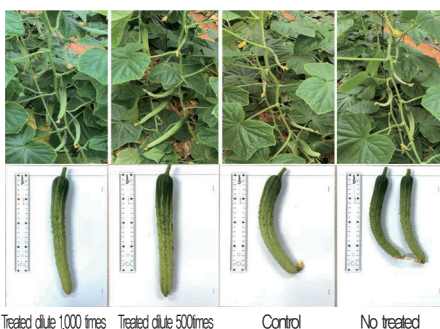 Treated dilute 1.000 times
Treated dilute 500times
Control
No treated